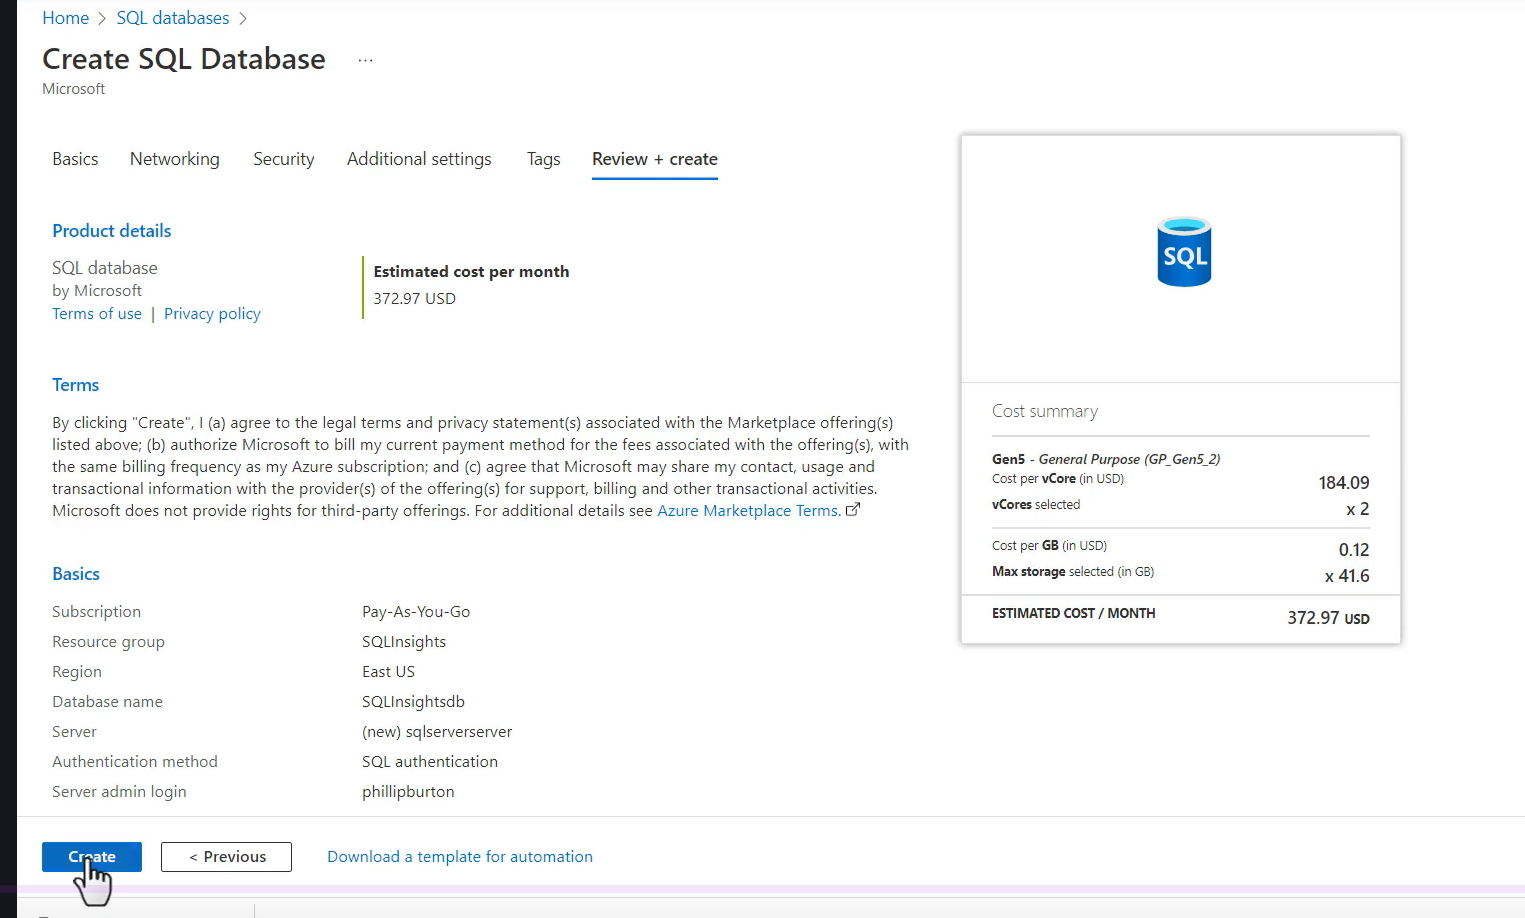 Home > SQL databases >
Create SQL Database ...
Microsoft
Basics Networking Security Additional settings Tags Review + create
Product details
SQL database
by Microsoft
Terms of use | Privacy policy
Estimated cost per month
372.97 USD
Terms
By clicking "Create", I (a) agree to the legal terms and privacy statement(s) associated with the Marketplace offering(s)
listed above; (b) authorize Microsoft to bill my current payment method for the fees associated with the offering(s), with
the same billing frequency as my Azure subscription; and (c) agree that Microsoft may share my contact, usage and
transactional information with the provider(s) of the offering(s) for support, billing and other transactional activities.
Microsoft does not provide rights for third-party offerings. For additional details see Azure Marketplace Terms.
Basics
Subscription Pay-As-You-Go
Resource group SQLInsights
Region East US
Database name SQLInsightsdb
Server (new) sqlserverserver
Authentication method SQL authentication
Server admin login phillipburton
SQL
Cost summary
Gen5 - General Purpose (GP_Gen5_2)
Cost per vCore (in USD) 184.09
vCores selected x 2
Cost per GB (in USD) 0.12
Max storage selected (in GB) x 41.6
ESTIMATED COST / MONTH 372.97 USD
Create < Previous Download a template for automation